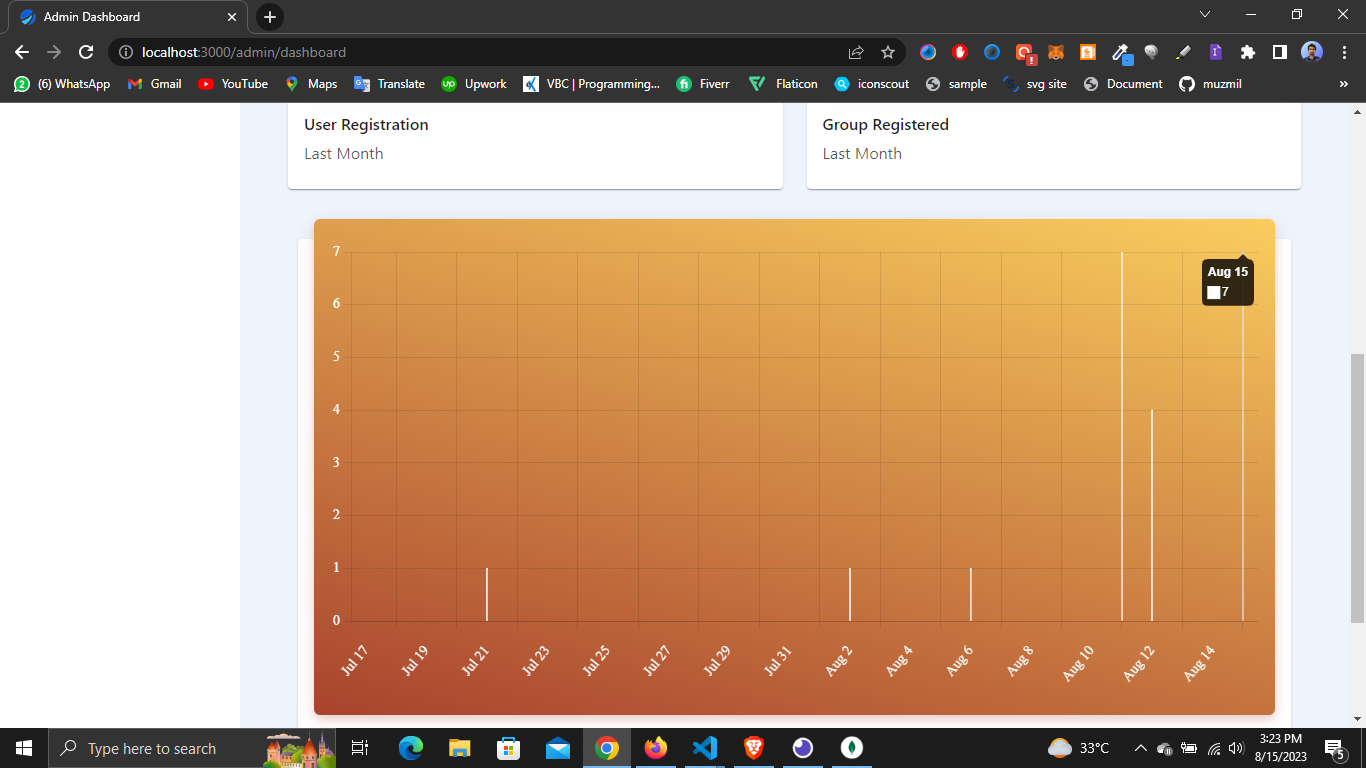 Admin Dashboard
localhost:3000/admin/dashboard
(6) WhatsApp Gmail YouTube Maps Translate Upwork VBC | Programming... Fiverr Flaticon iconscout sample svg site Document muzmil »
User Registration
Last Month
Group Registered
Last Month
7
6
5
4
3
2
1
0
Aug 15
7
Jul 17 Jul 19 Jul 21 Jul 23 Jul 25 Jul 27 Jul 29 Jul 31 Aug 2 Aug 4 Aug 6 Aug 8 Aug 10 Aug 12 Aug 14
Type here to search
33°C
3:23 PM
8/15/2023
5